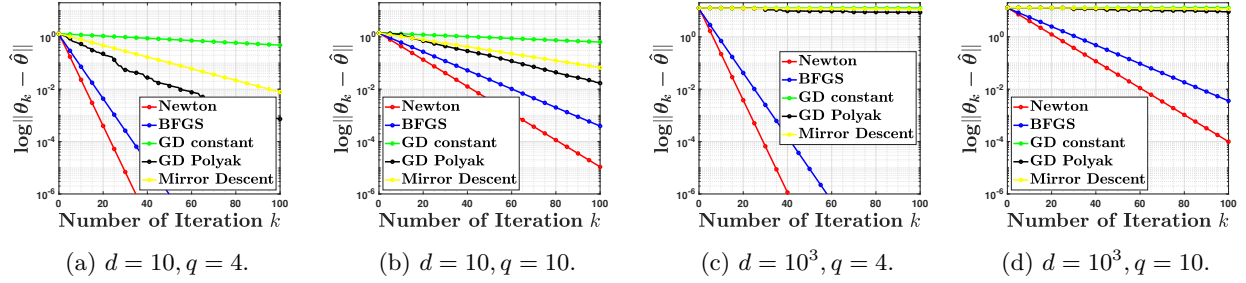 log||θ_k − θ̂||
10^0
10^-2
10^-4
10^-6
0 20 40 60 80 100
Newton
BFGS
GD constant
GD Polyak
Mirror Descent
Number of Iteration k
(a) d = 10, q = 4.
log||θ_k − θ̂||
10^0
10^-2
10^-4
10^-6
0 20 40 60 80 100
Newton
BFGS
GD constant
GD Polyak
Mirror Descent
Number of Iteration k
(b) d = 10, q = 10.
log||θ_k − θ̂||
10^0
10^-2
10^-4
10^-6
0 20 40 60 80 100
Newton
BFGS
GD constant
GD Polyak
Mirror Descent
Number of Iteration k
(c) d = 10^3, q = 4.
log||θ_k − θ̂||
10^0
10^-2
10^-4
10^-6
0 20 40 60 80 100
Newton
BFGS
GD constant
GD Polyak
Mirror Descent
Number of Iteration k
(d) d = 10^3, q = 10.